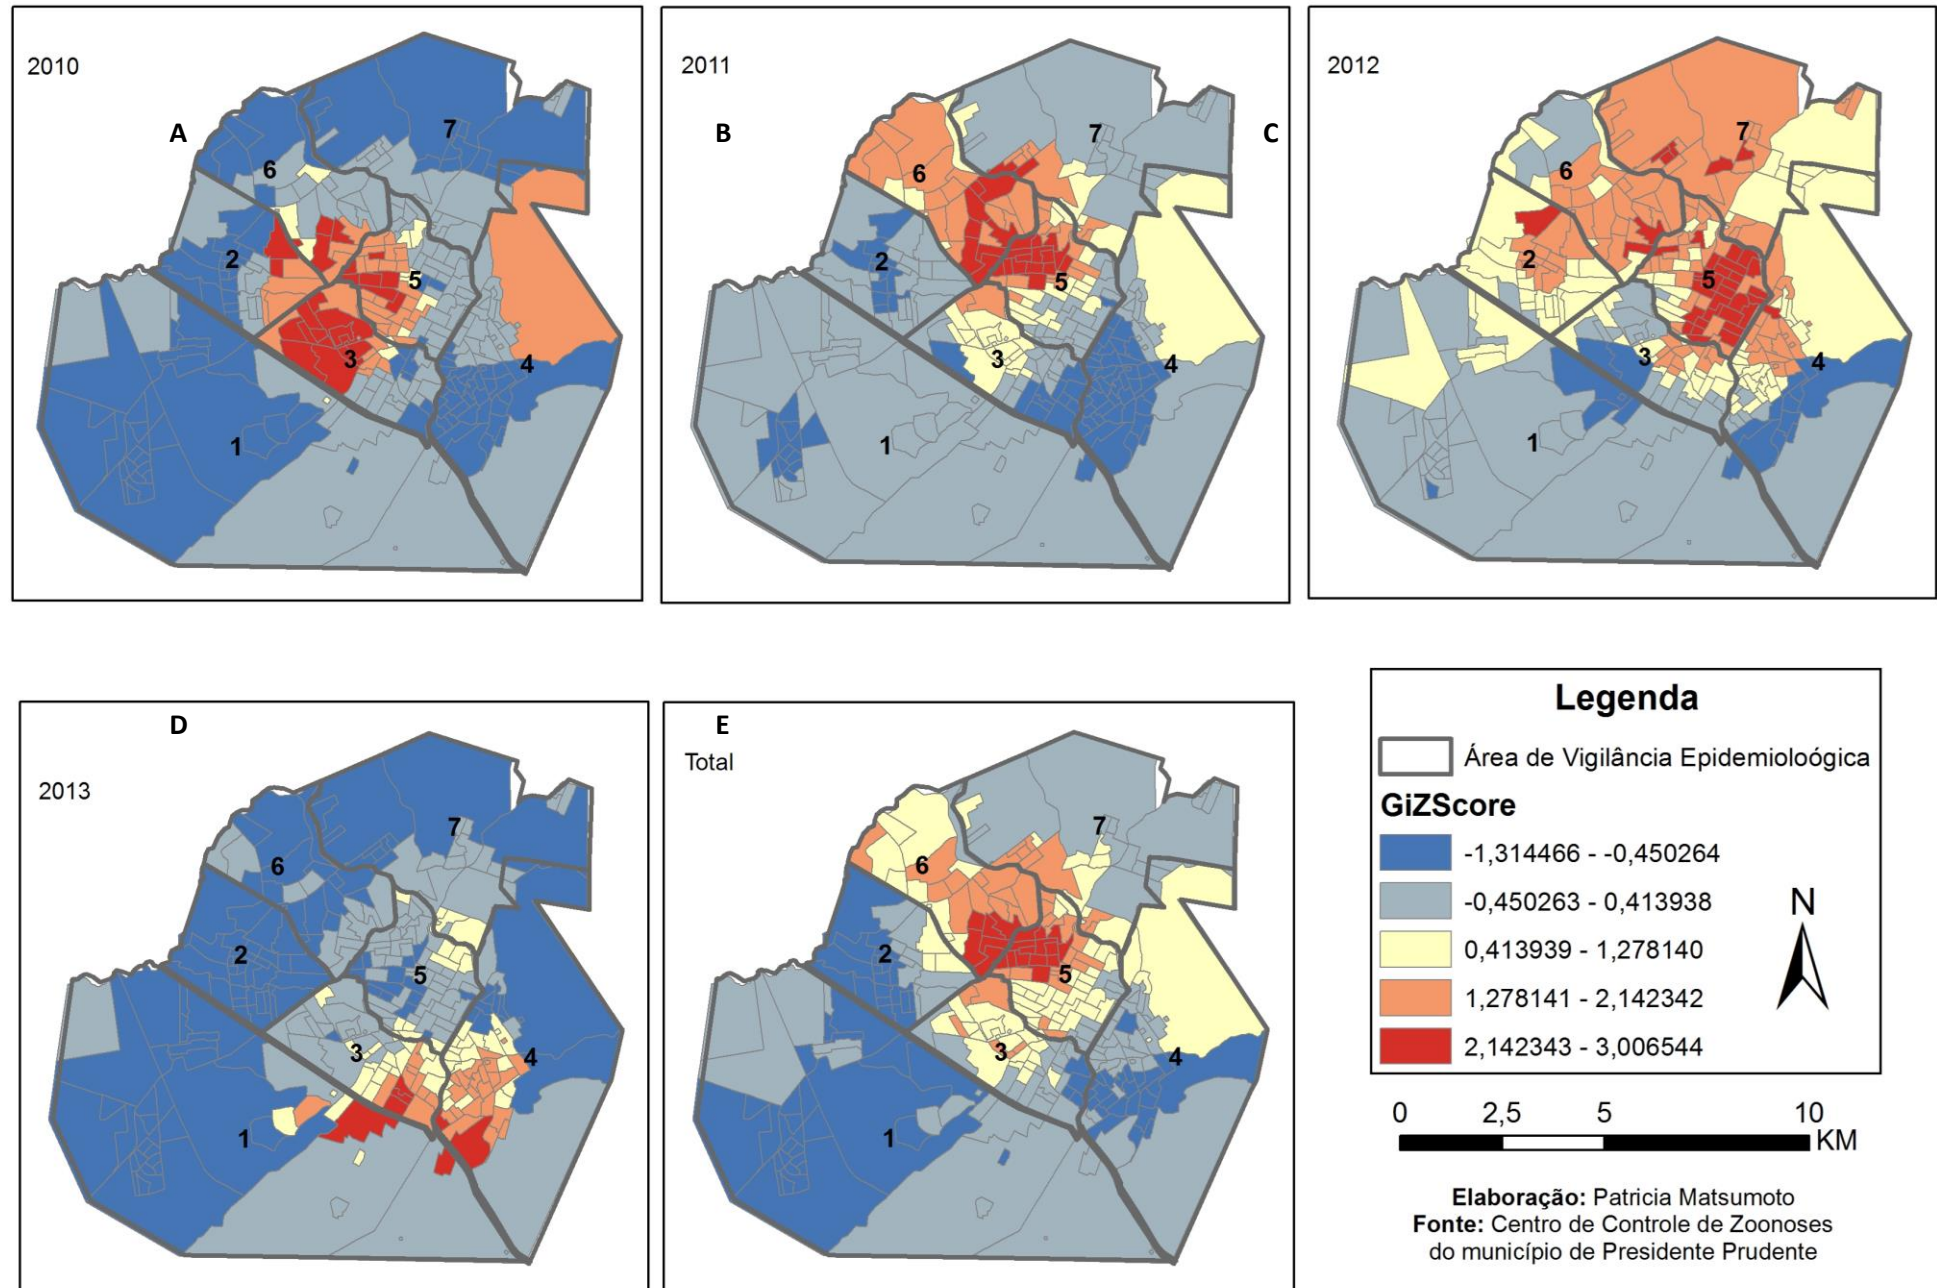 2010
A
7
6
2
5
3
4
1
2011
B
7
6
2
5
3
4
1
2012
C
7
6
2
5
3
4
1
2013
D
7
6
2
5
3
4
1
Total
E
7
6
2
5
3
4
1
Legenda
Área de Vigilância Epidemioloógica
GiZScore
-1,314466 - -0,450264
-0,450263 - 0,413938
0,413939 - 1,278140
1,278141 - 2,142342
2,142343 - 3,006544
N
0 2,5 5 10
KM
Elaboração: Patricia Matsumoto
Fonte: Centro de Controle de Zoonoses
do município de Presidente Prudente